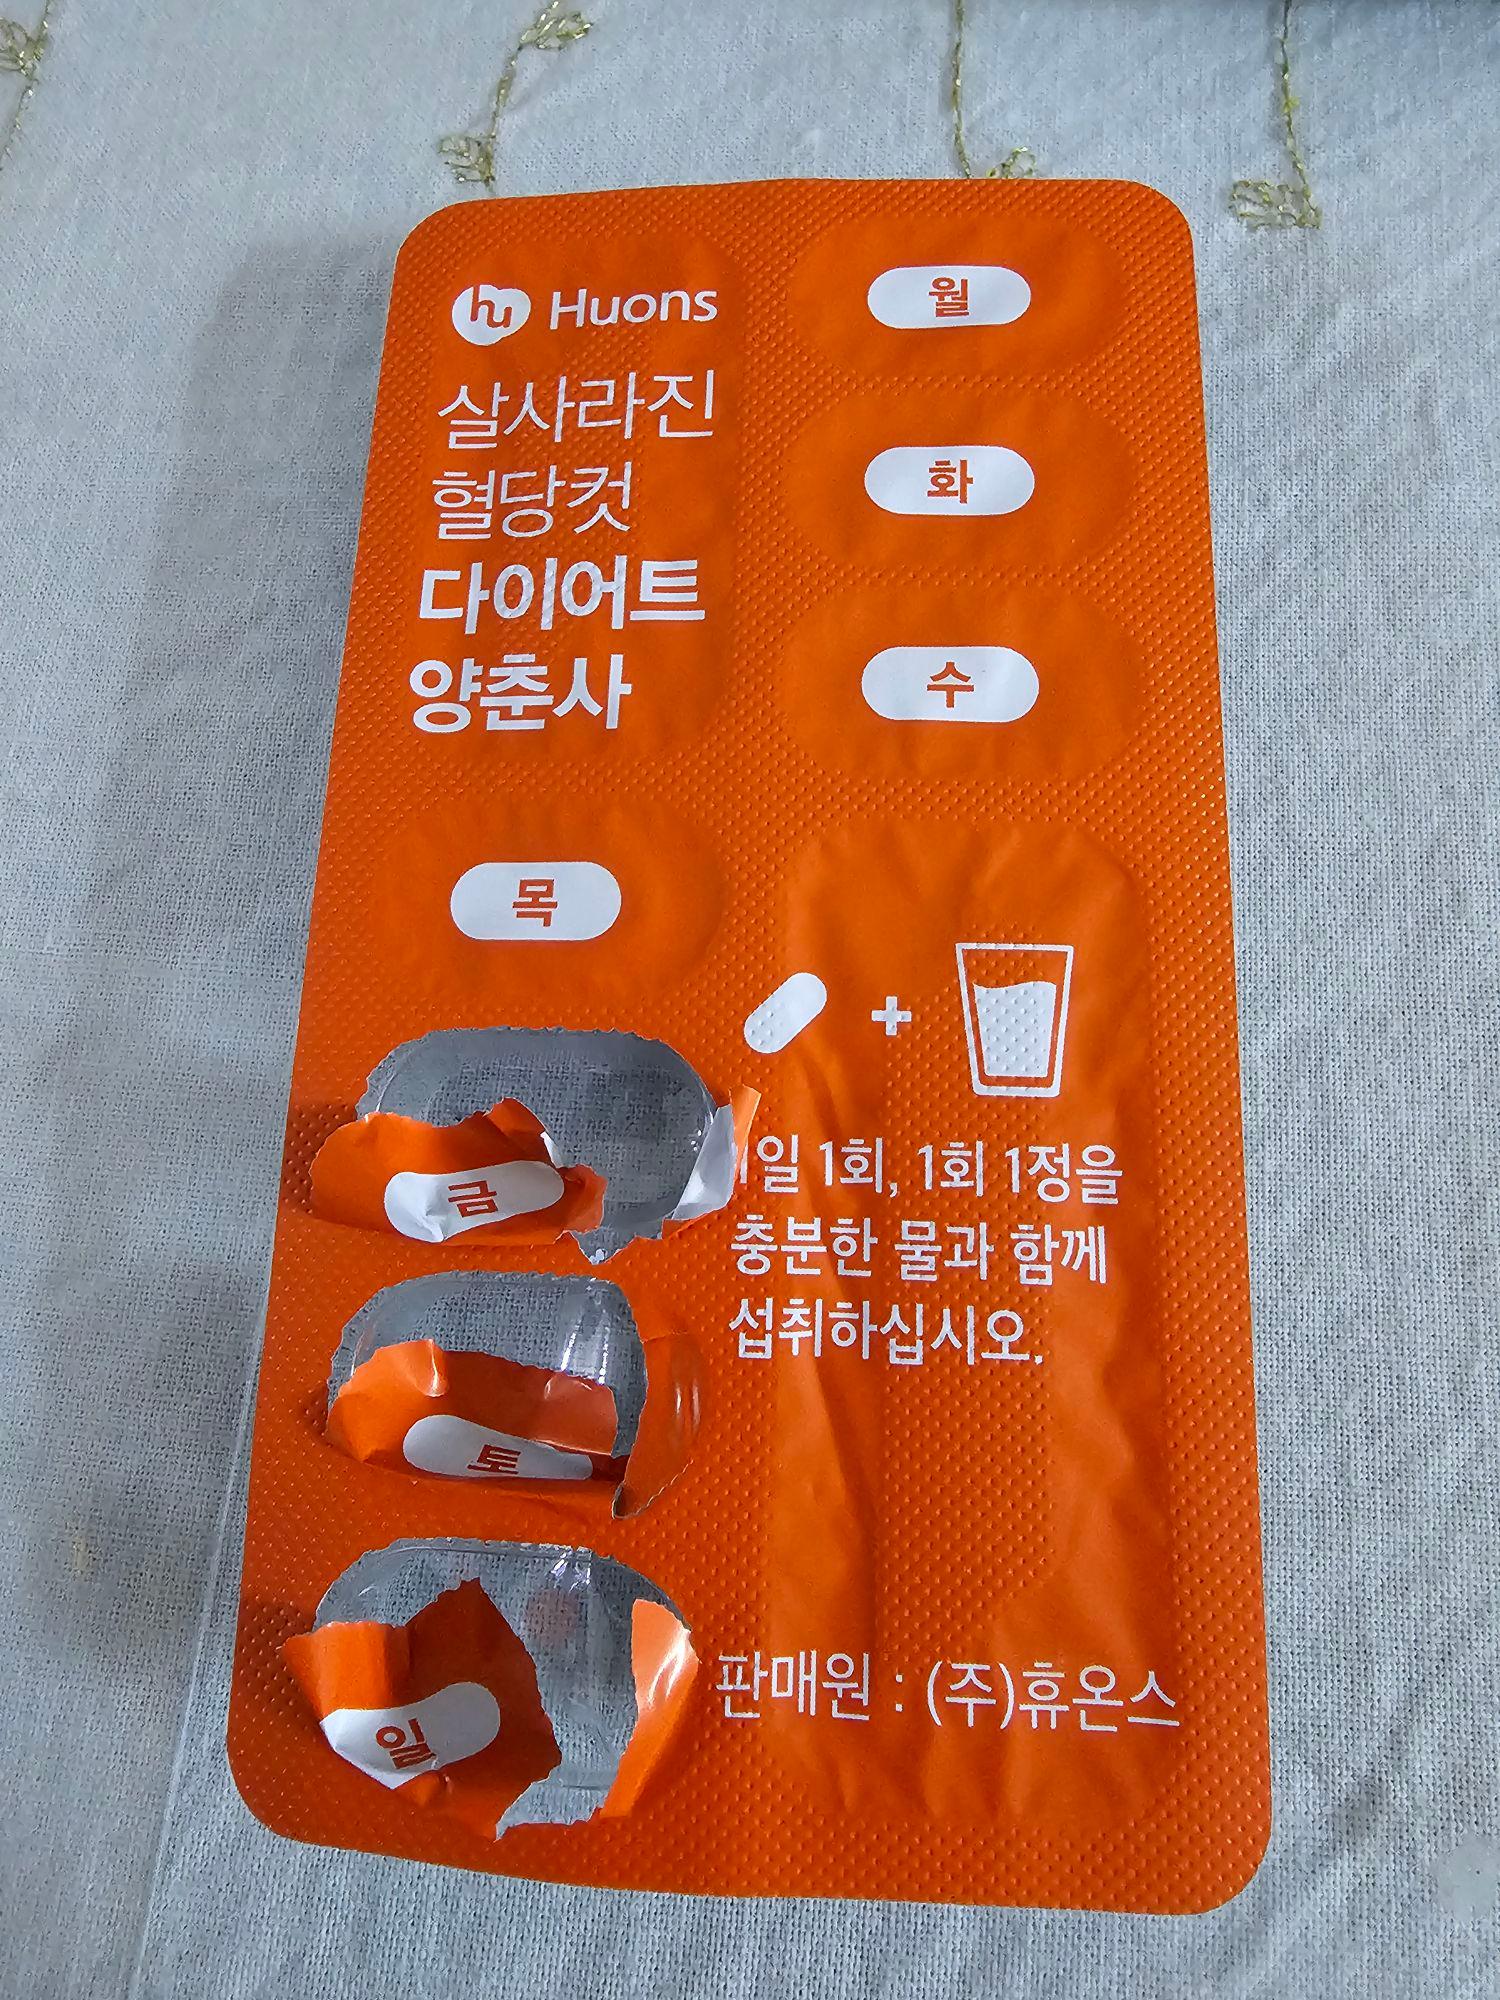 hu Huons
살사라진
혈당컷
다이어트
양춘사
월
화
수
목
금
토
일
+
1일 1회, 1회 1정을
충분한 물과 함께
섭취하십시오.
판매원 : (주)휴온스